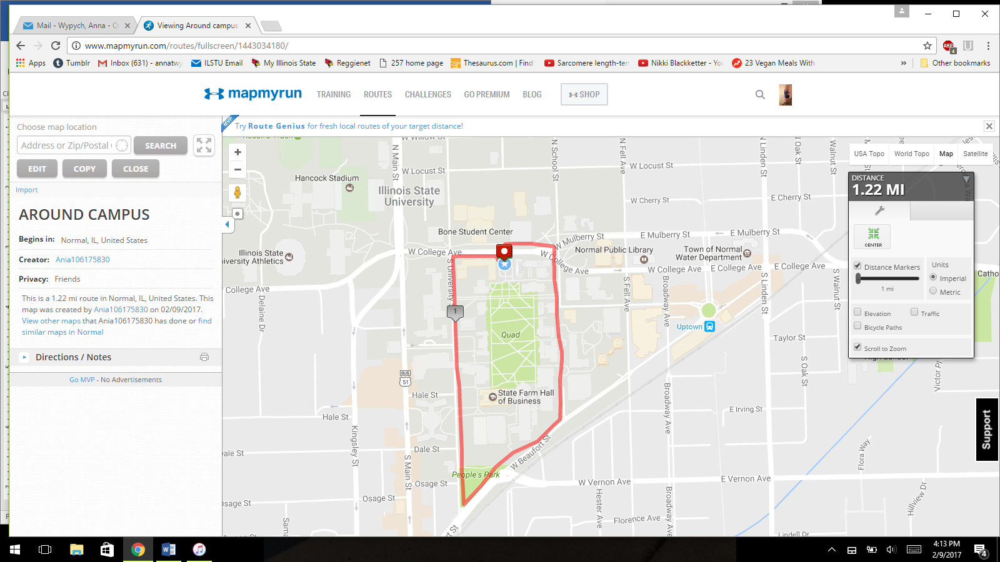 Mail - Wypych, Anna - O
Viewing Around campus
www.mapmyrun.com/routes/fullscreen/1443034180/
ABP
4
Apps
Tumblr
Inbox (631) - annatwy
ILSTU Email
My Illinois State
Reggienet
257 home page
Thesaurus.com | Find
Sarcomere length-ten
Nikki Blackketter - You
23 Vegan Meals With
»
Other bookmarks
mapmyrun
TRAINING
ROUTES
CHALLENGES
GO PREMIUM
BLOG
SHOP
MVP
Try Route Genius for fresh local routes of your target distance!
Choose map location
Address or Zip/Postal
SEARCH
EDIT
COPY
CLOSE
Import
AROUND CAMPUS
Begins in: Normal, IL, United States
Creator: Ania106175830
Privacy: Friends
This is a 1.22 mi route in Normal, IL, United States. This
map was created by Ania106175830 on 02/09/2017.
View other maps that Ania106175830 has done or find
similar maps in Normal
Directions / Notes
Go MVP - No Advertisements
W Willow St
N Main St
N School St
N Fell Ave
N Linden St
N Oak St
Walnut St
W Locust St
W Locust St
Hancock Stadium
Illinois State
University
W Cherry St
E Cherry St
Bone Student Center
W Mulberry St
E Mulberry St
E Mulberry St
Illinois State
University Athletics
W College Ave
W College Ave
Normal Public Library
Town of Normal
Water Department
W College Ave
E College Ave
E College Ave
W College Ave
S University St
Delaine Dr
1
Quad
S Fell Ave
Broadway Ave
S Linden St
S Walnut St
Uptown
Taylor St
S Oak St
BUS
51
State Farm Hall
of Business
Hale St
Hale St
Kingsley St
S Main St
Dale St
Dale St
W Beaufort St
People's Park
Osage St
Osage St
Osage St
Broadway Ave
E Irving St
Victor Pl
Flora Way
W Vernon Ave
E Vernon Ave
Hester Ave
Broadway Ave
Florence Ave
Hillview Dr
Lindell Dr
Catho
USA Topo
World Topo
Map
Satellite
DISTANCE
1.22 MI
CENTER
Distance Markers
1 mi
Units
Imperial
Metric
Elevation
Traffic
Bicycle Paths
Scroll to Zoom
Support
4:13 PM
2/9/2017
4